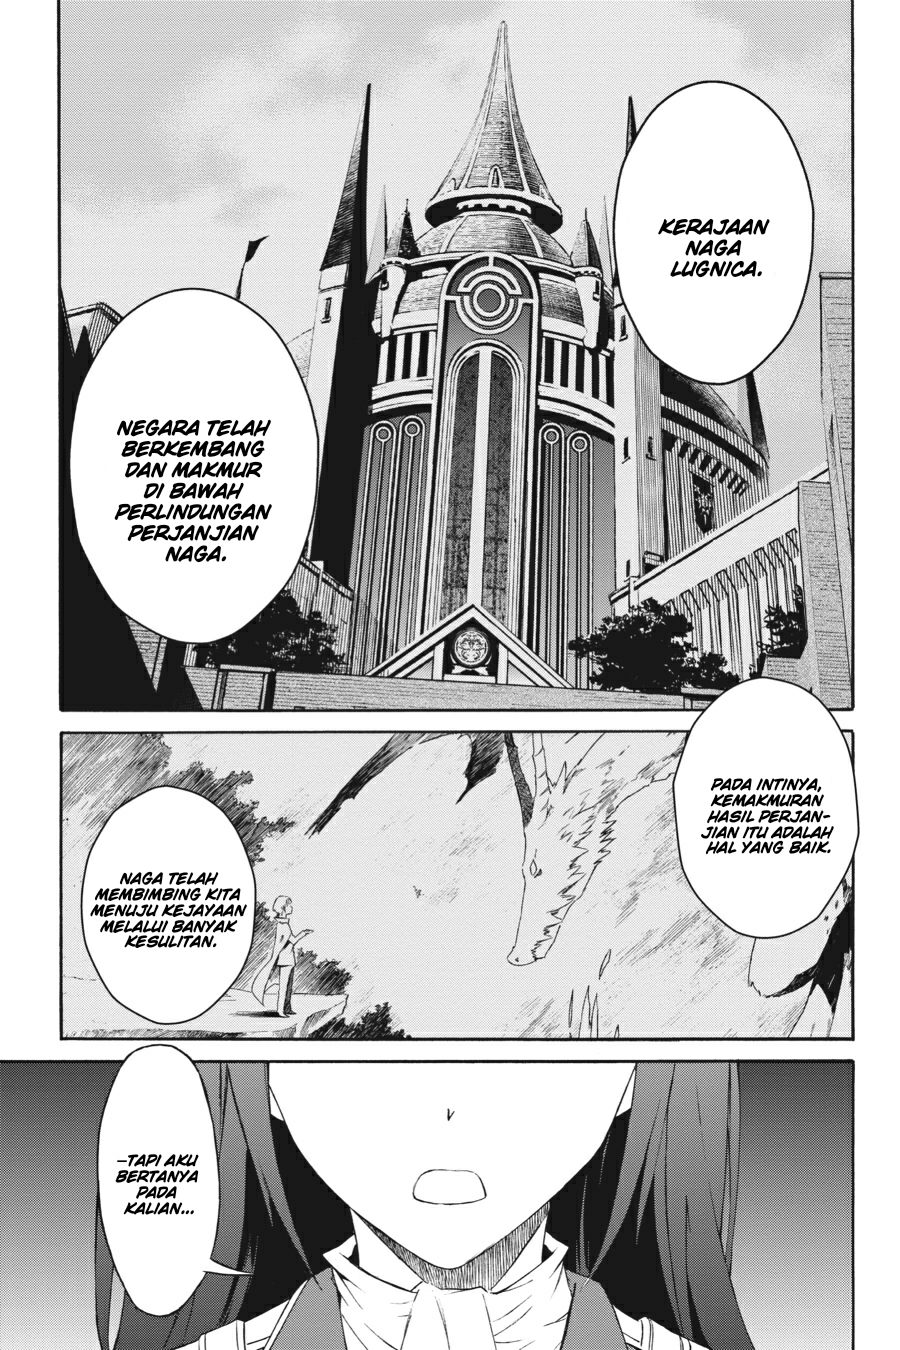 KERAJAAN
NAGA
LUGNICA.
NEGARA TELAH
BERKEMBANG
DAN MAKMUR
DI BAWAH
PERLINDUNGAN
PERJANJIAN
NAGA.
PADA INTINYA,
KEMAKMURAN
HASIL PERJAN-
JIAN ITU ADALAH
HAL YANG BAIK.
NAGA TELAH
MEMBIMBING KITA
MENUJU KEJAYAAN
MELALUI BANYAK
KESULITAN.
–TAPI AKU
BERTANYA
PADA
KALIAN...